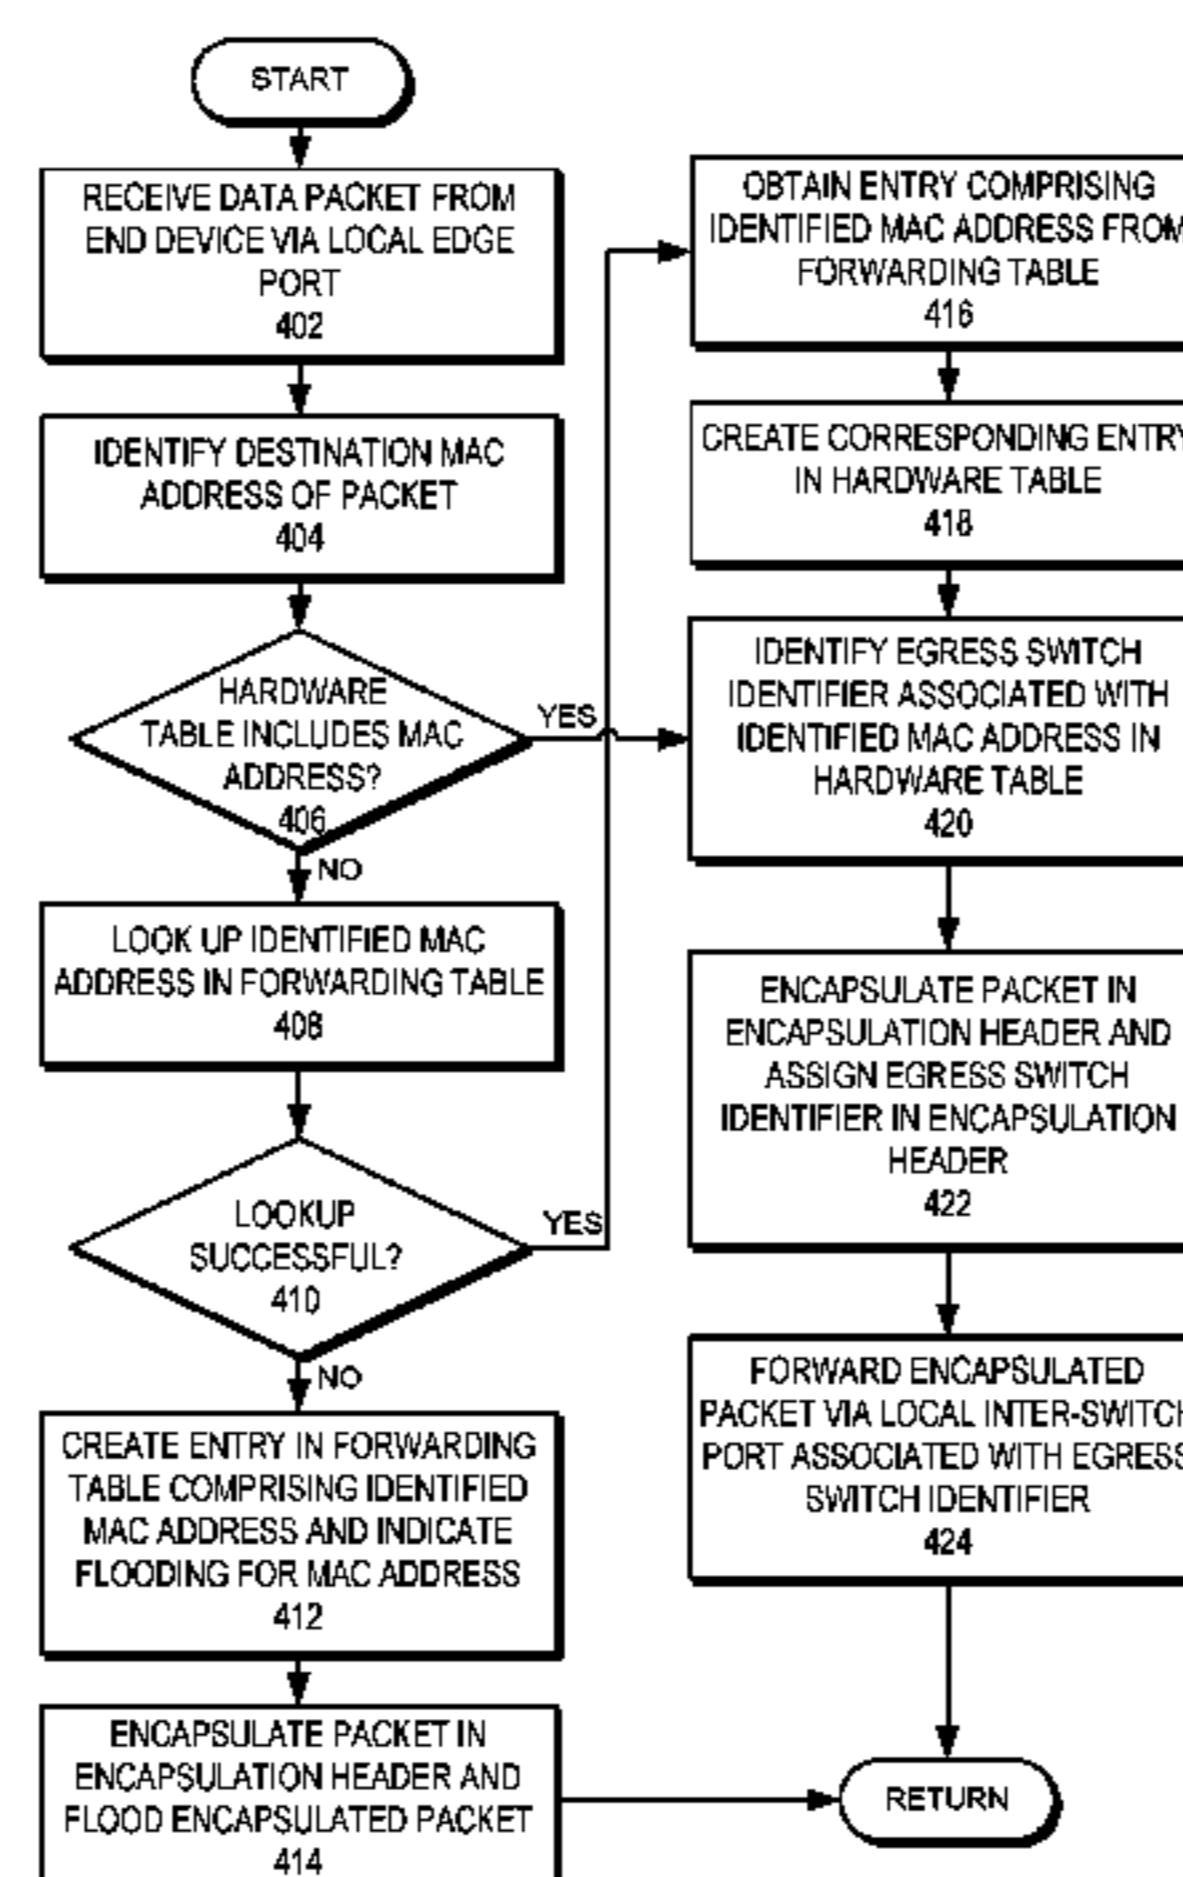 START
RECEIVE DATA PACKET FROM
END DEVICE VIA LOCAL EDGE
PORT
402
IDENTIFY DESTINATION MAC
ADDRESS OF PACKET
404
HARDWARE
TABLE INCLUDES MAC
ADDRESS?
406
YES
NO
LOOK UP IDENTIFIED MAC
ADDRESS IN FORWARDING TABLE
408
LOOKUP
SUCCESSFUL?
410
YES
NO
CREATE ENTRY IN FORWARDING
TABLE COMPRISING IDENTIFIED
MAC ADDRESS AND INDICATE
FLOODING FOR MAC ADDRESS
412
ENCAPSULATE PACKET IN
ENCAPSULATION HEADER AND
FLOOD ENCAPSULATED PACKET
414
OBTAIN ENTRY COMPRISING
IDENTIFIED MAC ADDRESS FROM
FORWARDING TABLE
416
CREATE CORRESPONDING ENTRY
IN HARDWARE TABLE
418
IDENTIFY EGRESS SWITCH
IDENTIFIER ASSOCIATED WITH
IDENTIFIED MAC ADDRESS IN
HARDWARE TABLE
420
ENCAPSULATE PACKET IN
ENCAPSULATION HEADER AND
ASSIGN EGRESS SWITCH
IDENTIFIER IN ENCAPSULATION
HEADER
422
FORWARD ENCAPSULATED
PACKET VIA LOCAL INTER-SWITCH
PORT ASSOCIATED WITH EGRESS
SWITCH IDENTIFIER
424
RETURN